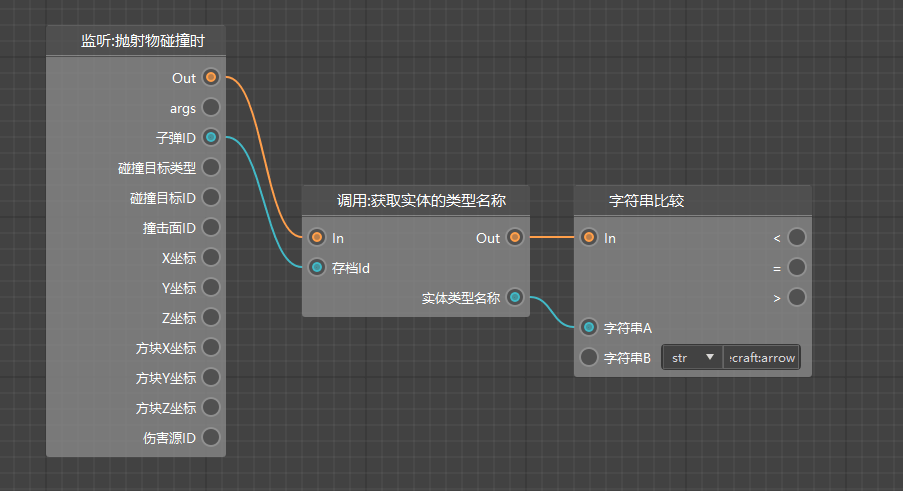 监听:抛射物碰撞时
Out
args
子弹ID
碰撞目标类型
碰撞目标ID
撞击面ID
X坐标
Y坐标
Z坐标
方块X坐标
方块Y坐标
方块Z坐标
伤害源ID
调用:获取实体的类型名称
In
Out
存档Id
实体类型名称
字符串比较
In
<
=
>
字符串A
字符串B
str
craft:arrow